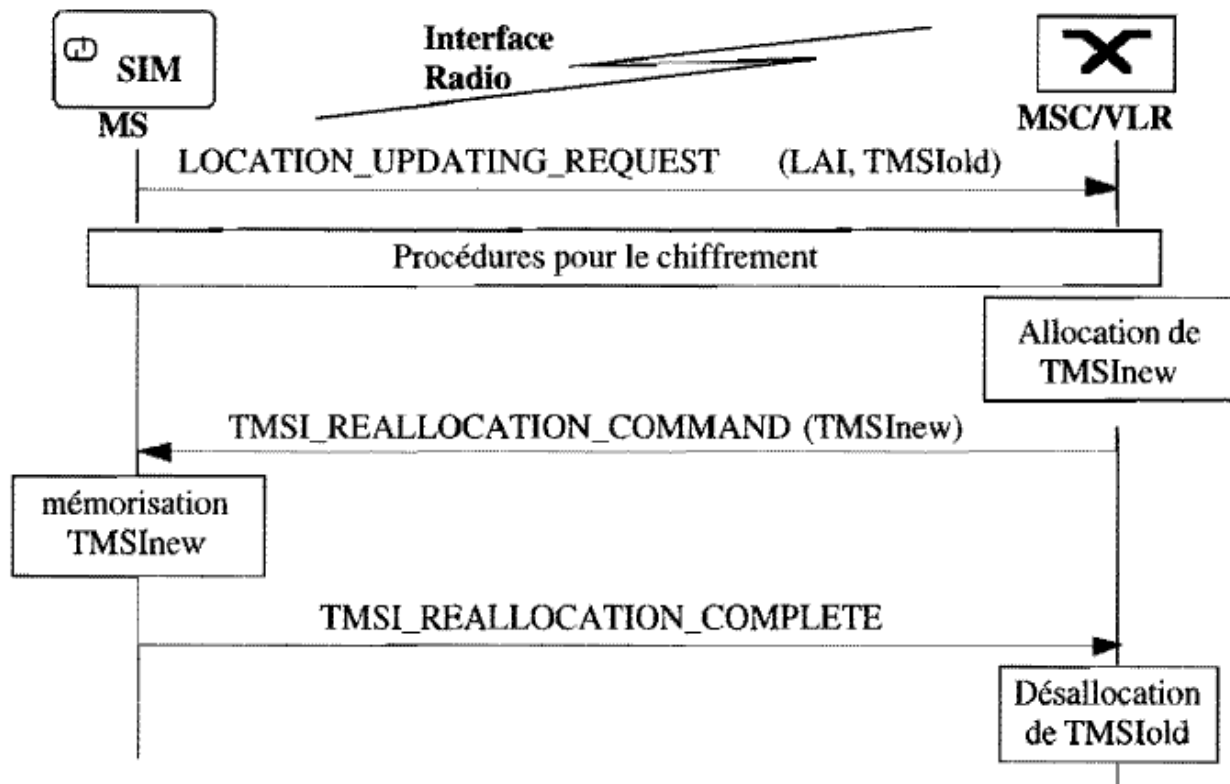 SIM
Interface
Radio
MS
MSC/VLR
LOCATION_UPDATING_REQUEST (LAI, TMSIold)
Procédures pour le chiffrement
Allocation de
TMSInew
TMSI_REALLOCATION_COMMAND (TMSInew)
mémorisation
TMSInew
TMSI_REALLOCATION_COMPLETE
Désallocation
de TMSIold